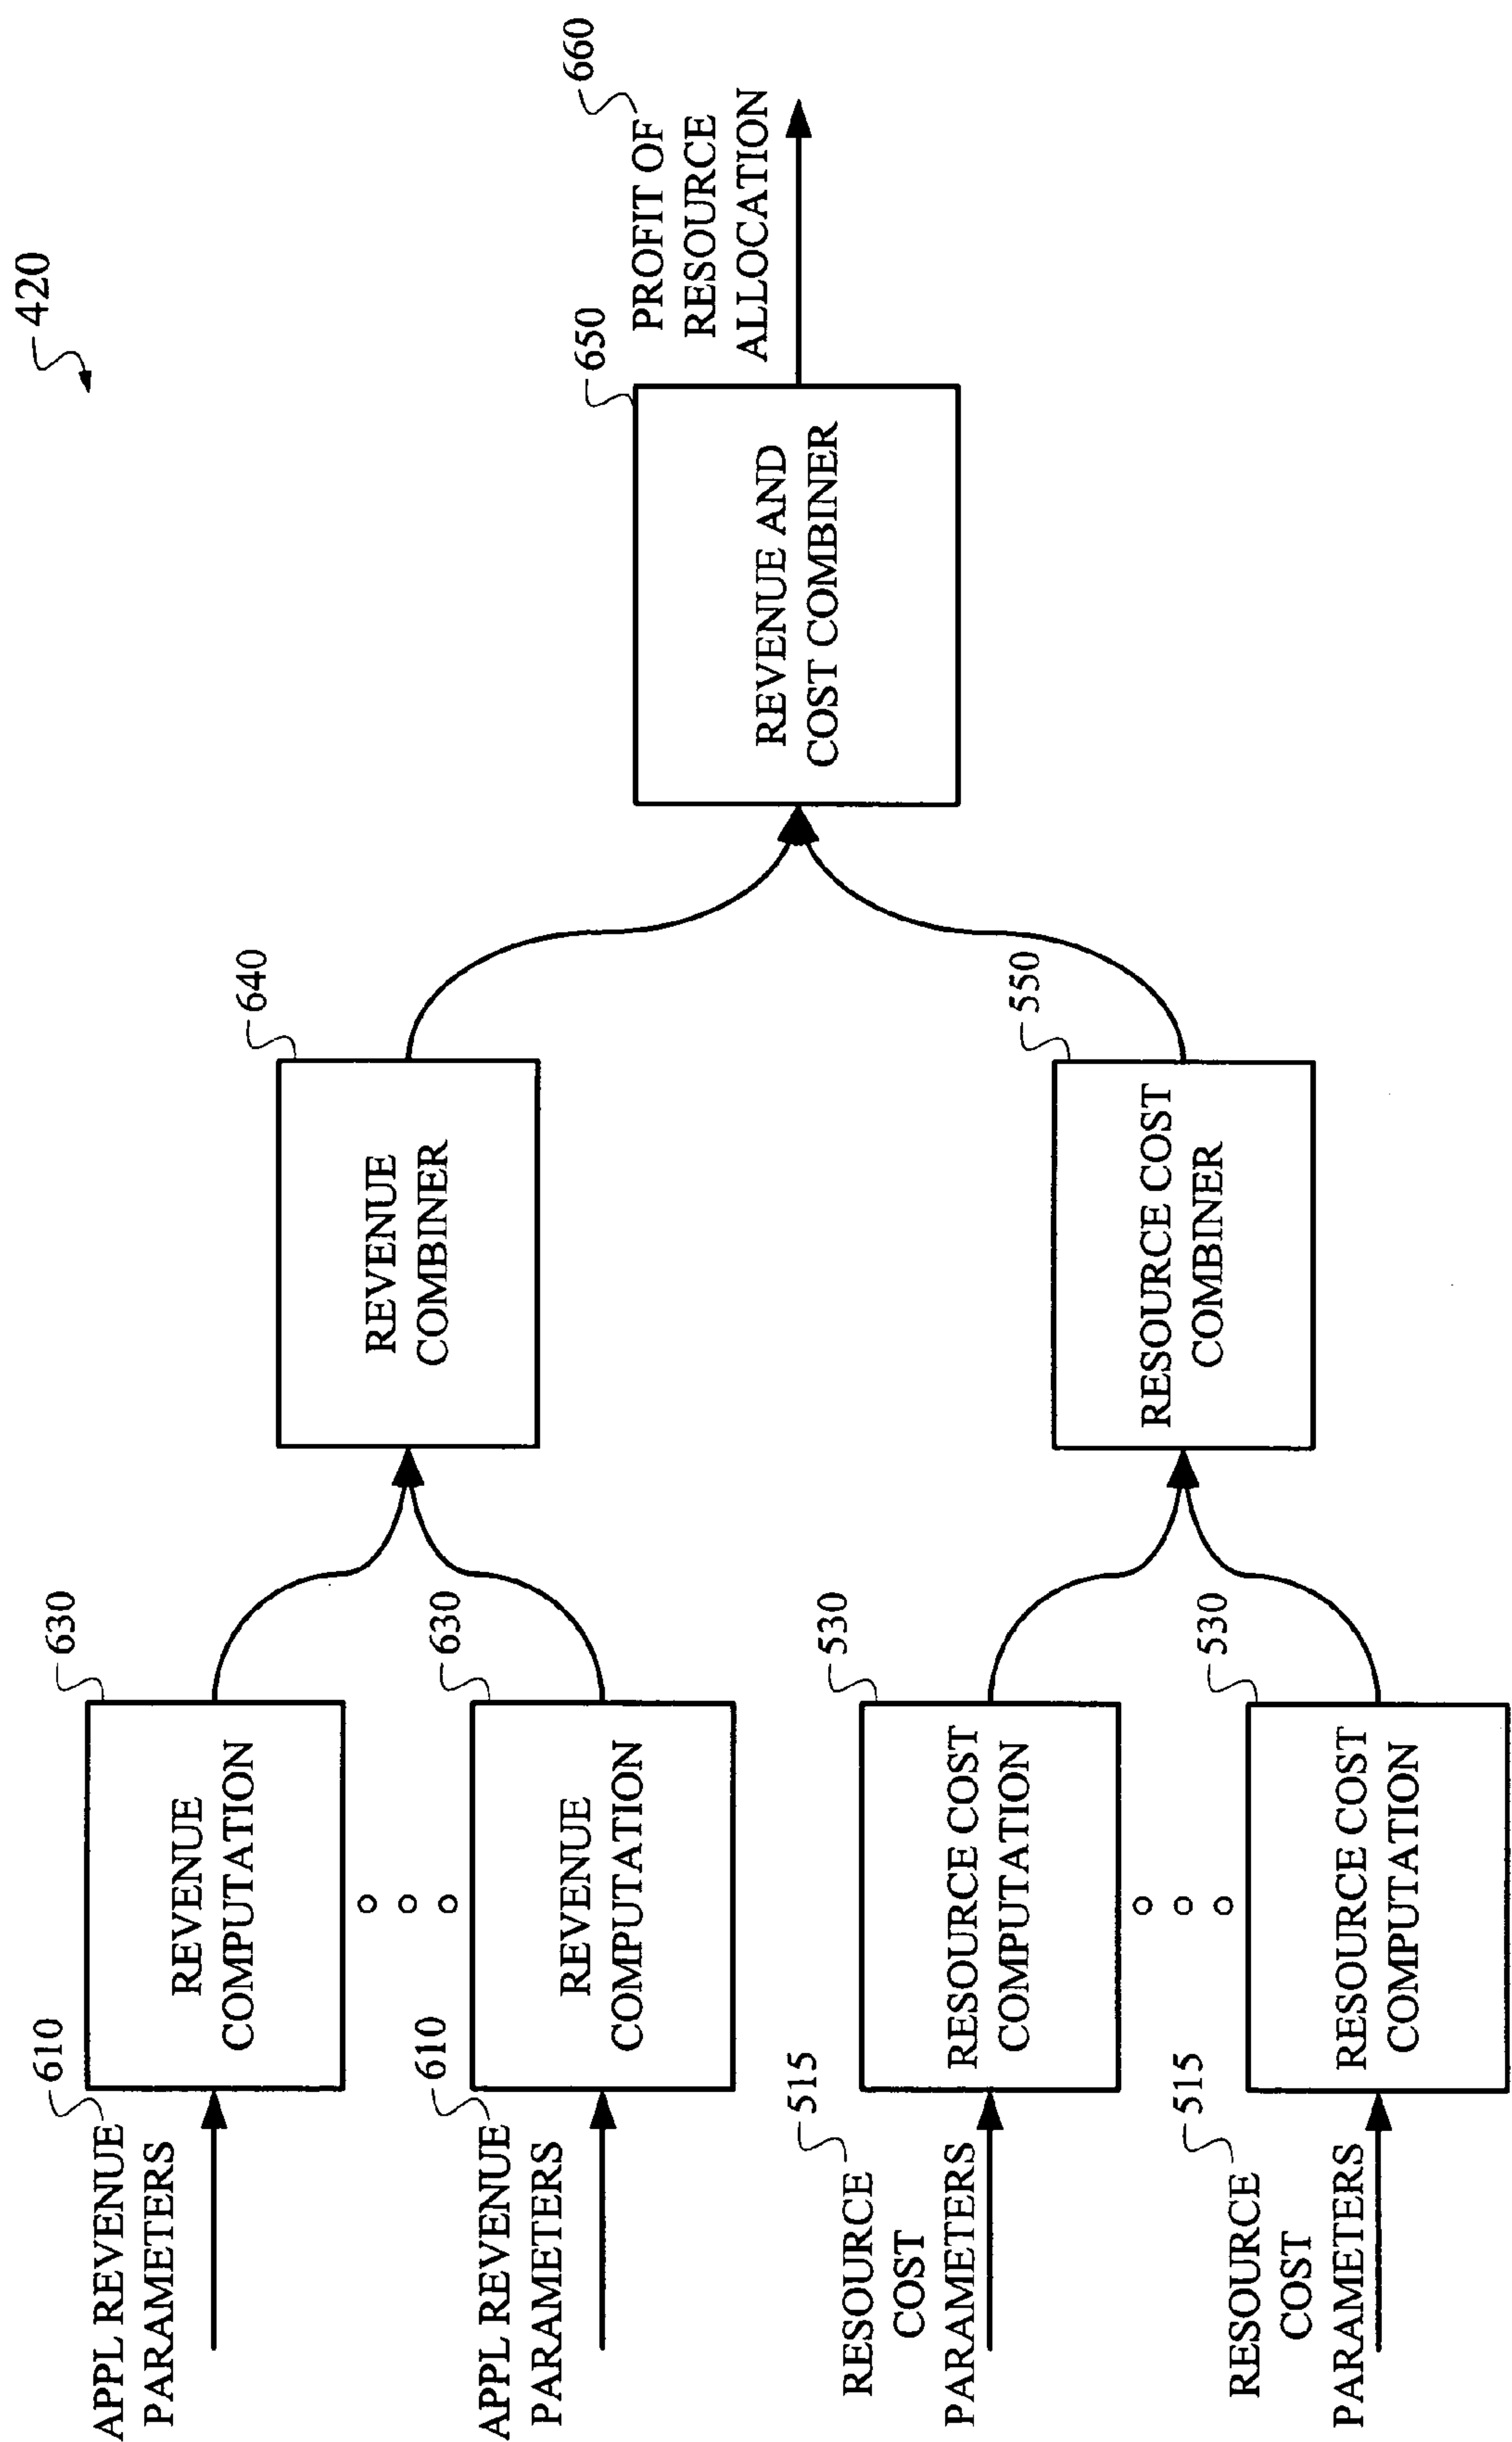 420
610
APPL REVENUE
PARAMETERS
630
REVENUE
COMPUTATION
610
APPL REVENUE
PARAMETERS
630
REVENUE
COMPUTATION
640
REVENUE
COMBINER
515
RESOURCE
COST
PARAMETERS
530
RESOURCE COST
COMPUTATION
515
RESOURCE
COST
PARAMETERS
530
RESOURCE COST
COMPUTATION
550
RESOURCE COST
COMBINER
650
REVENUE AND
COST COMBINER
660
PROFIT OF
RESOURCE
ALLOCATION